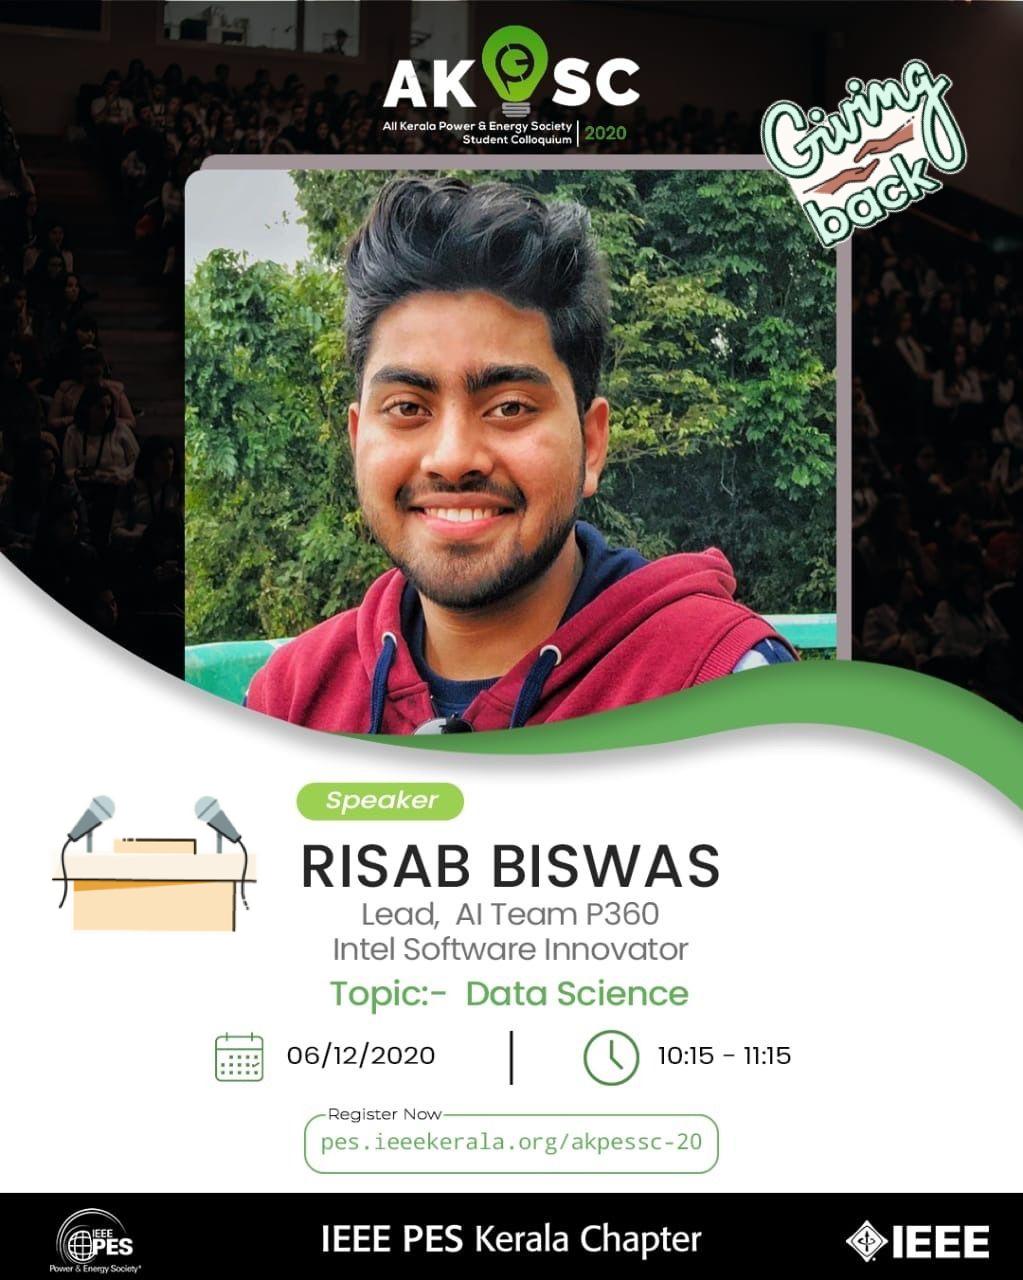 AKPESSC
All Kerala Power & Energy Society
Student Colloquium
2020
Giving
back
Speaker
RISAB BISWAS
Lead, AI Team P360
Intel Software Innovator
Topic:- Data Science
06/12/2020
10:15 - 11:15
Register Now
pes.ieeekerala.org/akpessc-20
IEEE
PES
Power & Energy Society®
IEEE PES Kerala Chapter
IEEE